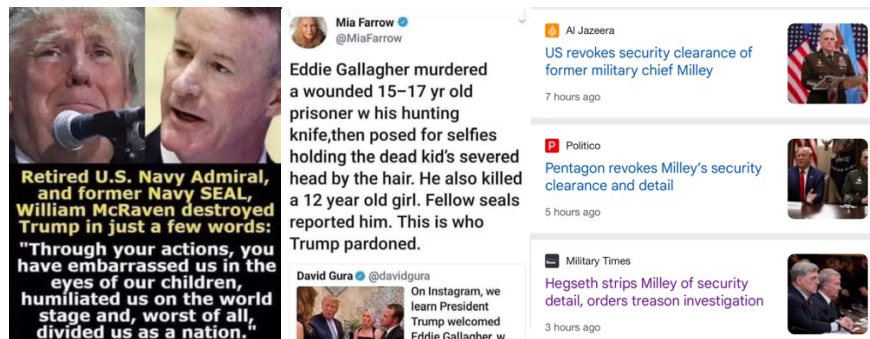 Retired U.S. Navy Admiral,
and former Navy SEAL,
William McRaven destroyed
Trump in just a few words:
"Through your actions, you
have embarrassed us in the
eyes of our children,
humiliated us on the world
stage and, worst of all,
divided us as a nation."
Mia Farrow
@MiaFarrow
Eddie Gallagher murdered
a wounded 15–17 yr old
prisoner w his hunting
knife,then posed for selfies
holding the dead kid's severed
head by the hair. He also killed
a 12 year old girl. Fellow seals
reported him. This is who
Trump pardoned.
David Gura @davidgura
On Instagram, we
learn President
Trump welcomed
Eddie Gallagher, w...
Al Jazeera
US revokes security clearance of
former military chief Milley
7 hours ago
Politico
Pentagon revokes Milley's security
clearance and detail
5 hours ago
Military Times
Hegseth strips Milley of security
detail, orders treason investigation
3 hours ago